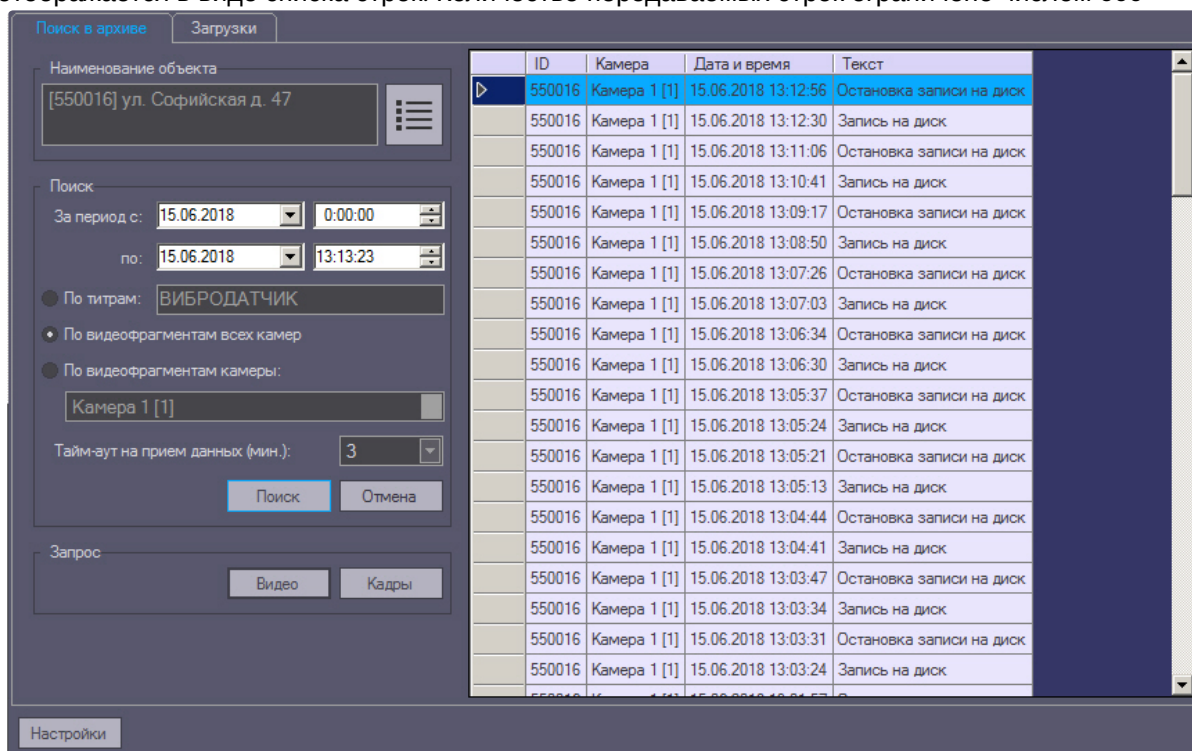 Поиск в архиве
Загрузки
Наименование объекта
[550016] ул. Софийская д. 47
Поиск
За период с: 15.06.2018 0:00:00
по: 15.06.2018 13:13:23
По титрам: ВИБРОДАТЧИК
По видеофрагментам всех камер
По видеофрагментам камеры:
Камера 1 [1]
Тайм-аут на прием данных (мин.): 3
Поиск Отмена
Запрос
Видео Кадры
Настройки
ID Камера Дата и время Текст
550016 Камера 1 [1] 15.06.2018 13:12:56 Остановка записи на диск
550016 Камера 1 [1] 15.06.2018 13:12:30 Запись на диск
550016 Камера 1 [1] 15.06.2018 13:11:06 Остановка записи на диск
550016 Камера 1 [1] 15.06.2018 13:10:41 Запись на диск
550016 Камера 1 [1] 15.06.2018 13:09:17 Остановка записи на диск
550016 Камера 1 [1] 15.06.2018 13:08:50 Запись на диск
550016 Камера 1 [1] 15.06.2018 13:07:26 Остановка записи на диск
550016 Камера 1 [1] 15.06.2018 13:07:03 Запись на диск
550016 Камера 1 [1] 15.06.2018 13:06:34 Остановка записи на диск
550016 Камера 1 [1] 15.06.2018 13:06:30 Запись на диск
550016 Камера 1 [1] 15.06.2018 13:05:37 Остановка записи на диск
550016 Камера 1 [1] 15.06.2018 13:05:24 Запись на диск
550016 Камера 1 [1] 15.06.2018 13:05:21 Остановка записи на диск
550016 Камера 1 [1] 15.06.2018 13:05:13 Запись на диск
550016 Камера 1 [1] 15.06.2018 13:04:44 Остановка записи на диск
550016 Камера 1 [1] 15.06.2018 13:04:41 Запись на диск
550016 Камера 1 [1] 15.06.2018 13:03:47 Остановка записи на диск
550016 Камера 1 [1] 15.06.2018 13:03:34 Запись на диск
550016 Камера 1 [1] 15.06.2018 13:03:31 Остановка записи на диск
550016 Камера 1 [1] 15.06.2018 13:03:24 Запись на диск